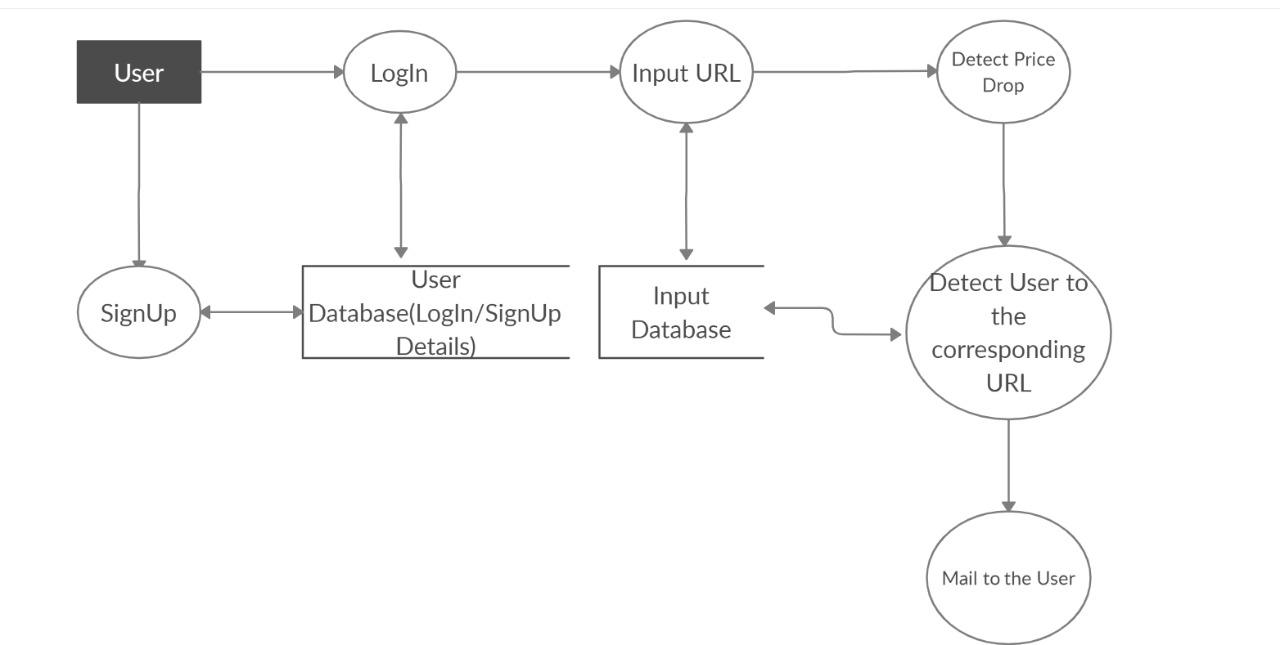 User
LogIn
Input URL
Detect Price
Drop
SignUp
User
Database(LogIn/SignUp
Details)
Input
Database
Detect User to
the
corresponding
URL
Mail to the User